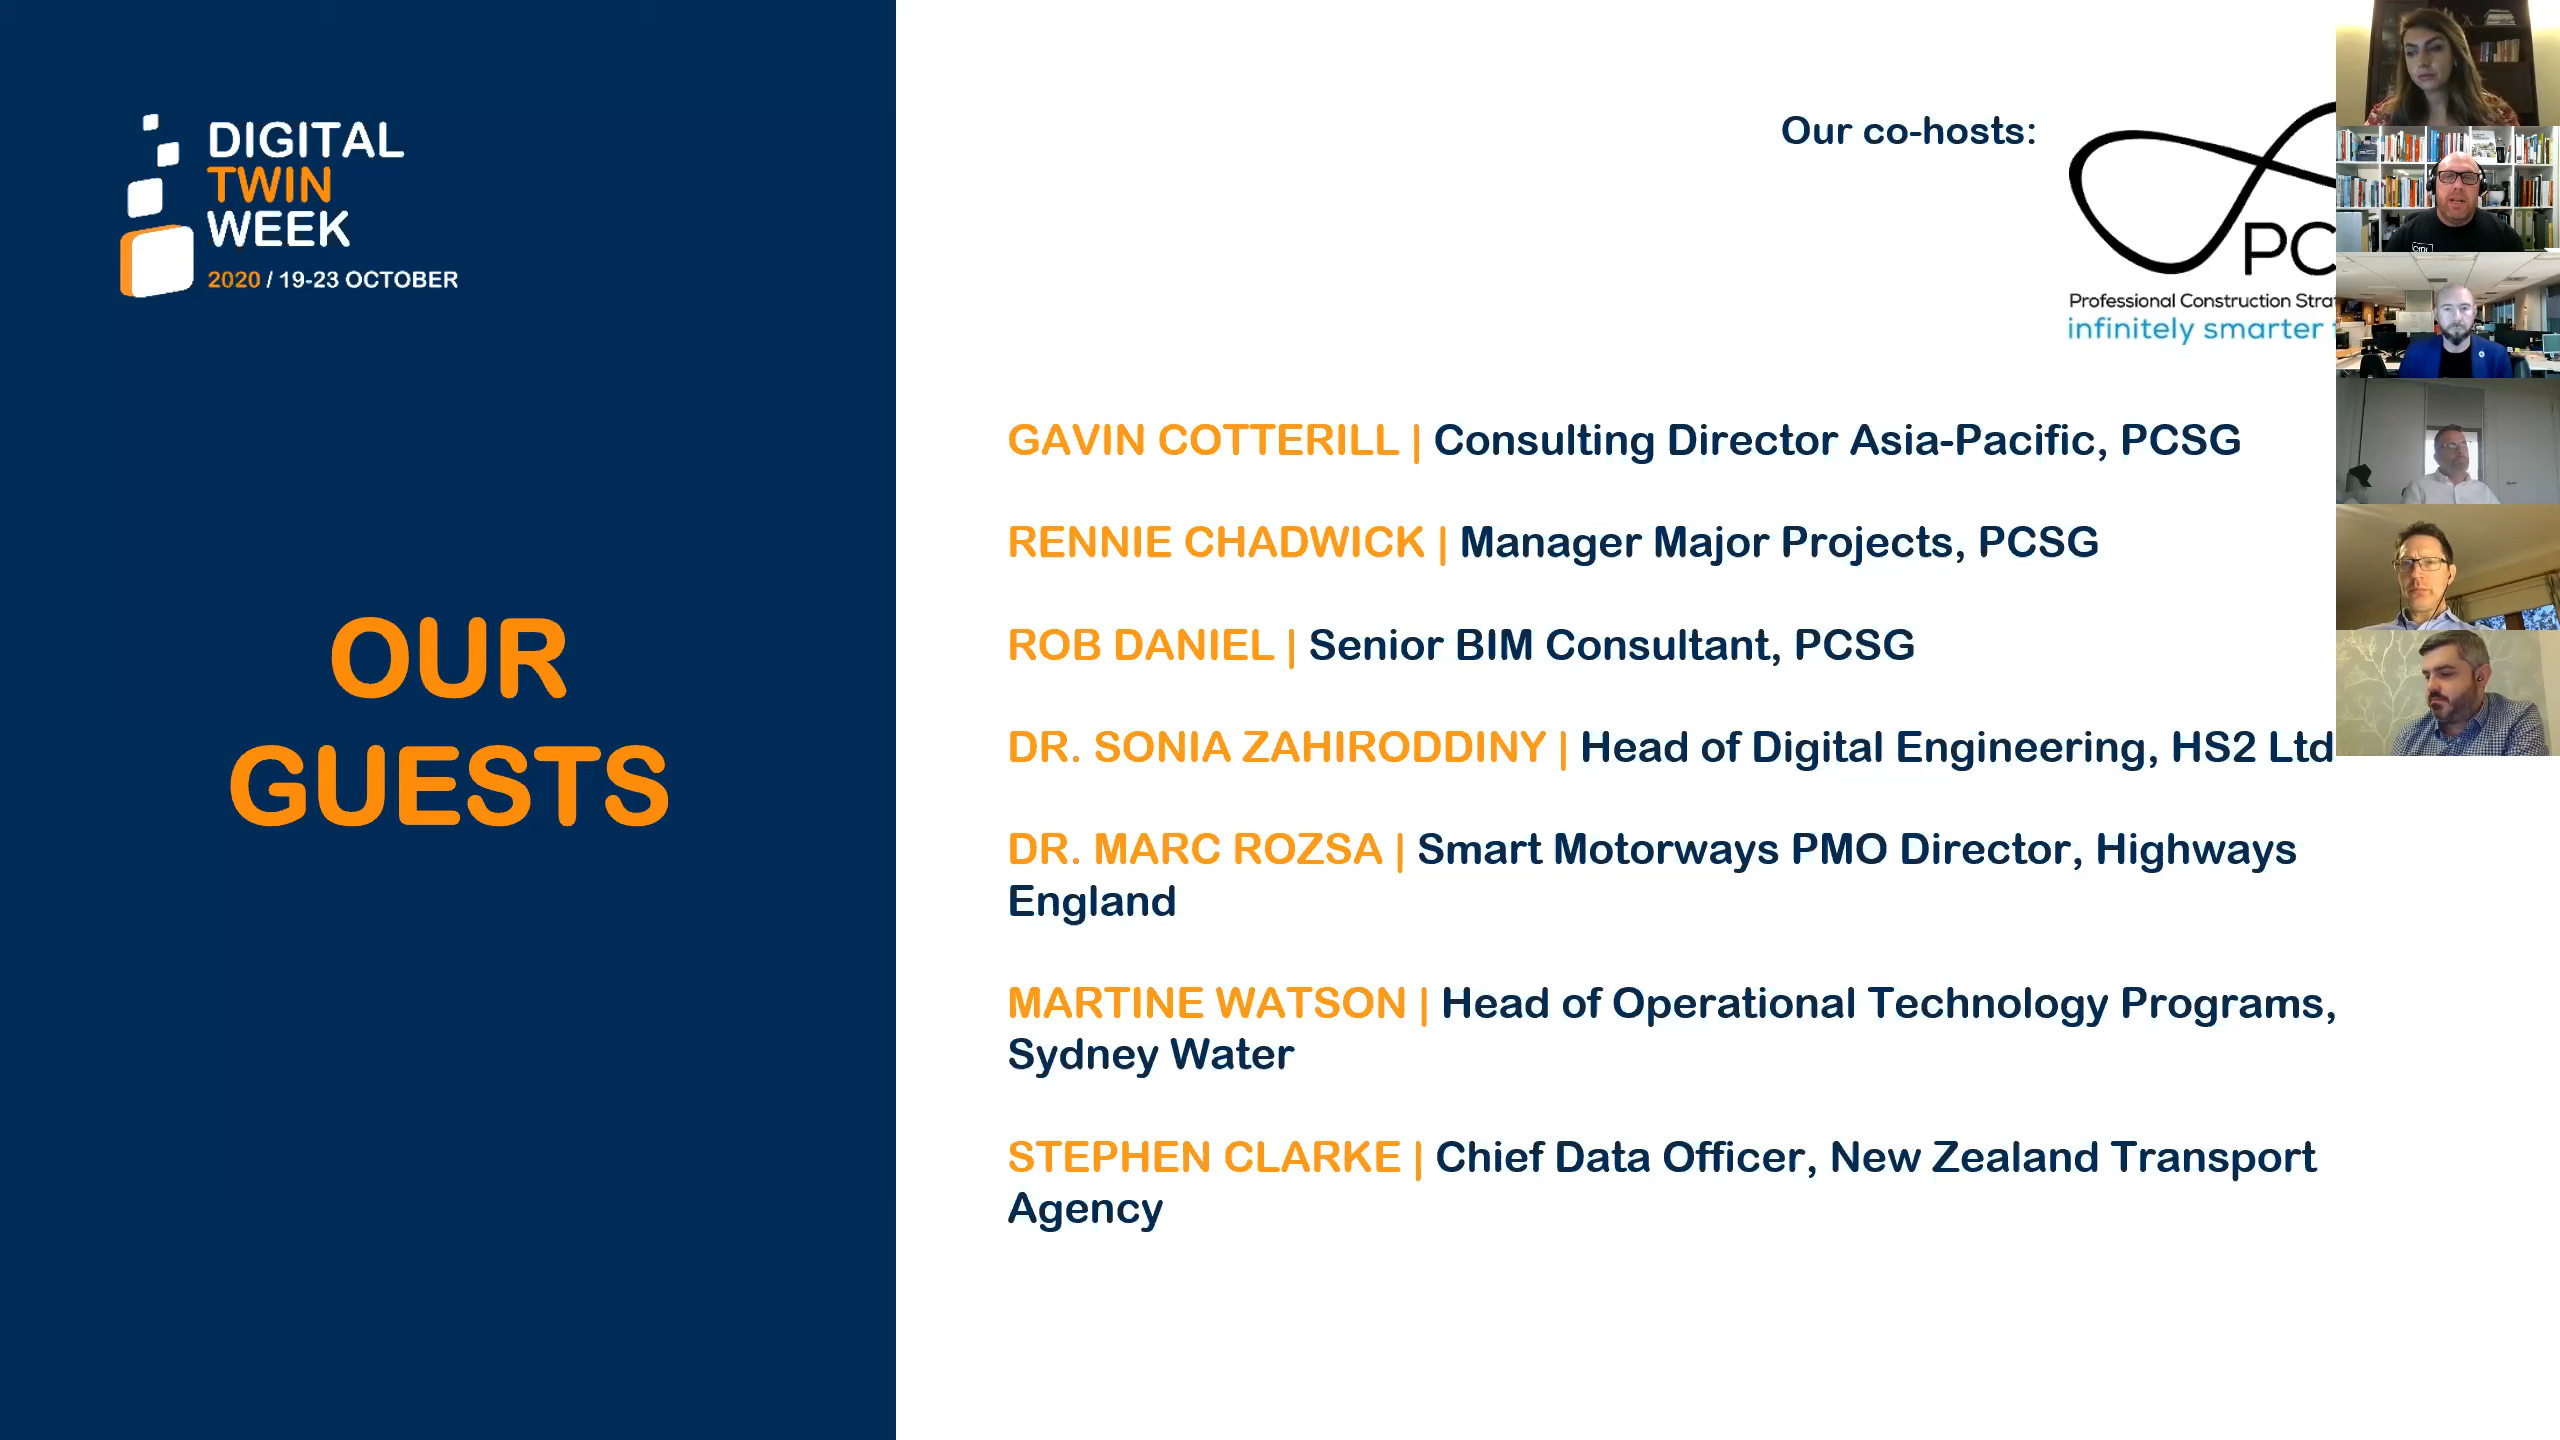 DIGITAL
TWIN
WEEK
2020 / 19-23 OCTOBER
OUR
GUESTS
Our co-hosts:
PC
Professional Construction Strat
infinitely smarter
GAVIN COTTERILL | Consulting Director Asia-Pacific, PCSG
RENNIE CHADWICK | Manager Major Projects, PCSG
ROB DANIEL | Senior BIM Consultant, PCSG
DR. SONIA ZAHIRODDINY | Head of Digital Engineering, HS2 Ltd
DR. MARC ROZSA | Smart Motorways PMO Director, Highways
England
MARTINE WATSON | Head of Operational Technology Programs,
Sydney Water
STEPHEN CLARKE | Chief Data Officer, New Zealand Transport
Agency